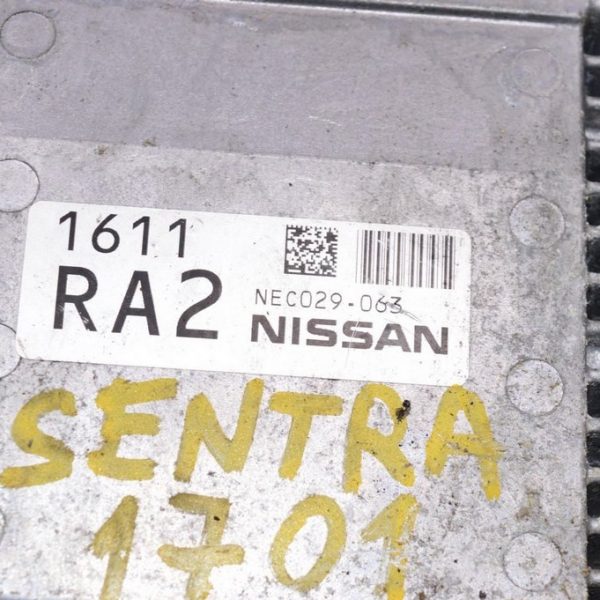 1611
RA2
NEC029-063
NISSAN
SENTRA
1701